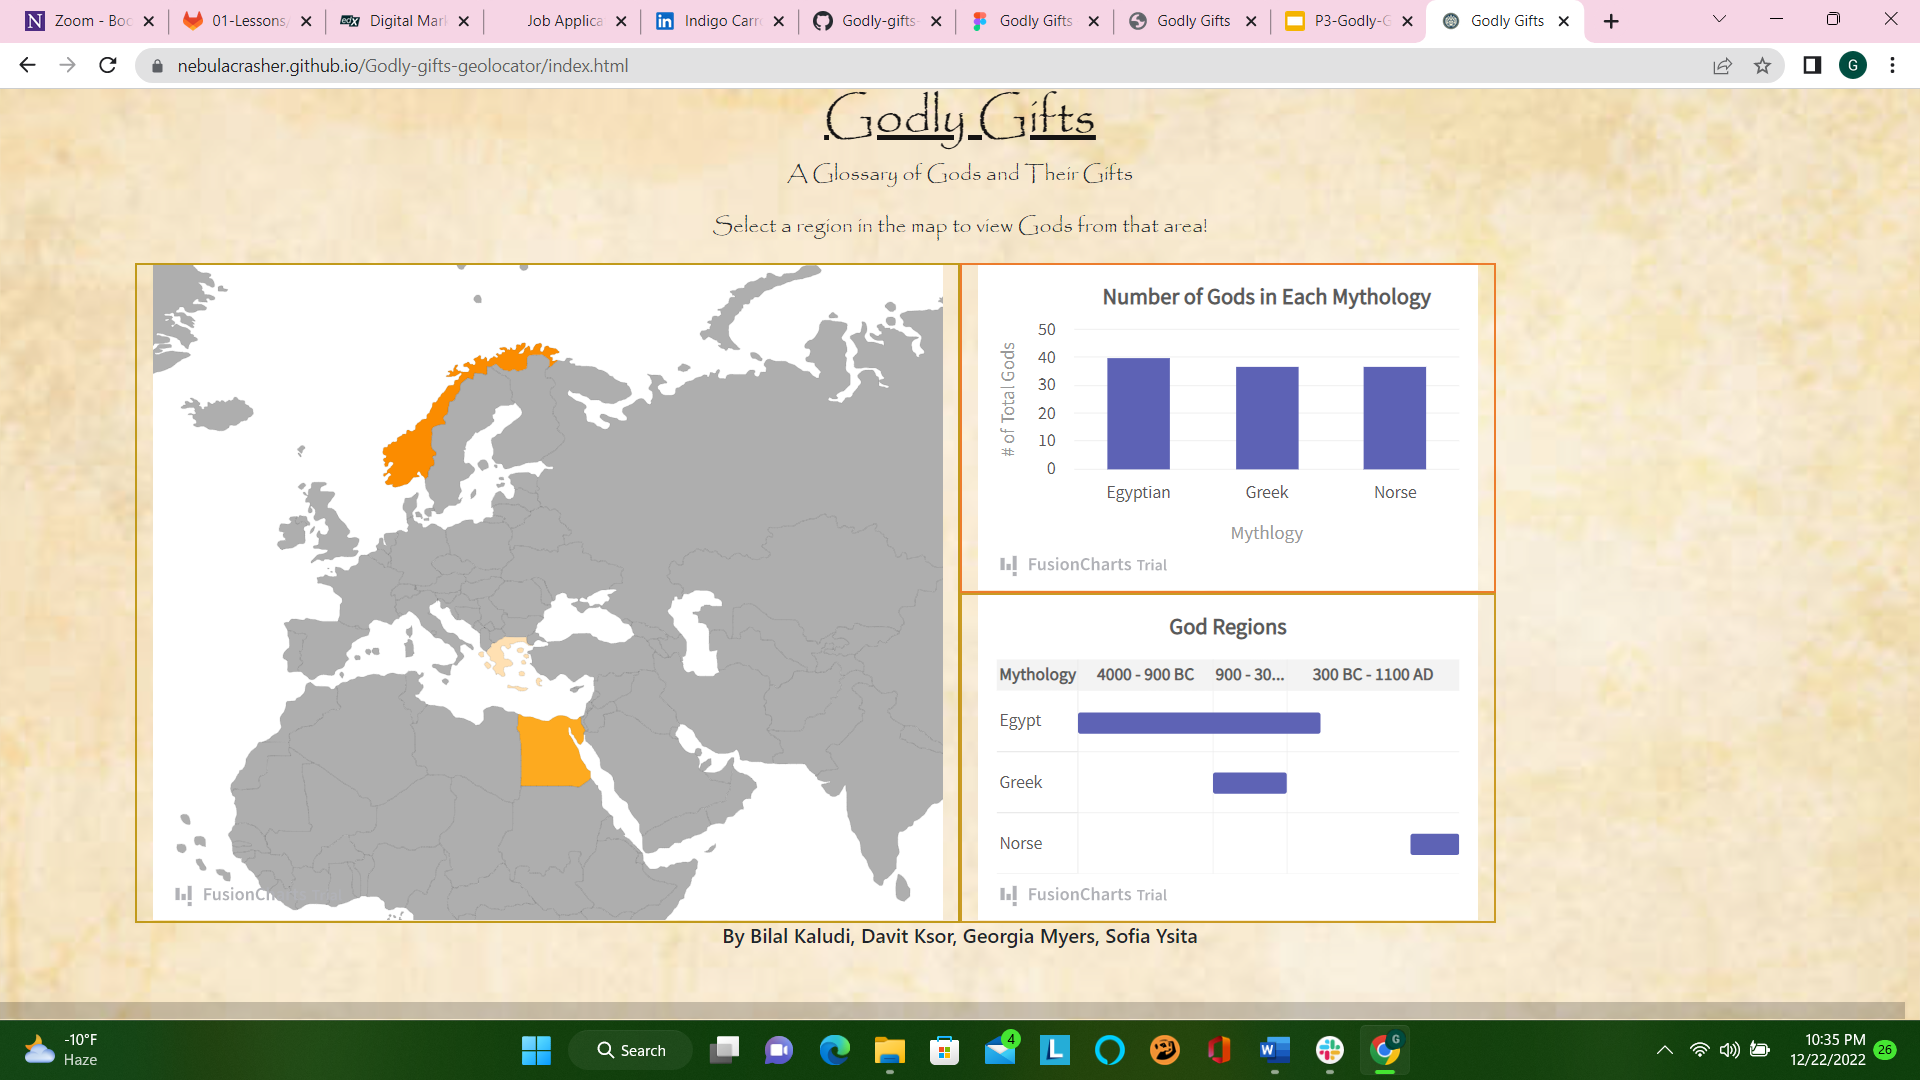 Zoom - Boo
01-Lessons/
edX Digital Mark
Job Applica
in Indigo Carr
Godly-gifts-
Godly Gifts
Godly Gifts
P3-Godly-G
Godly Gifts
nebulacrasher.github.io/Godly-gifts-geolocator/index.html
G
Godly Gifts
A Glossary of Gods and Their Gifts
Select a region in the map to view Gods from that area!
FusionCh
Number of Gods in Each Mythology
# of Total Gods
50
40
30
20
10
0
Egyptian Greek Norse
Mythlogy
FusionCharts Trial
God Regions
Mythology 4000 - 900 BC 900 - 30... 300 BC - 1100 AD
Egypt
Greek
Norse
FusionCharts Trial
By Bilal Kaludi, Davit Ksor, Georgia Myers, Sofia Ysita
-10°F
Haze
Search
4
L
W
G
10:35 PM
12/22/2022
26